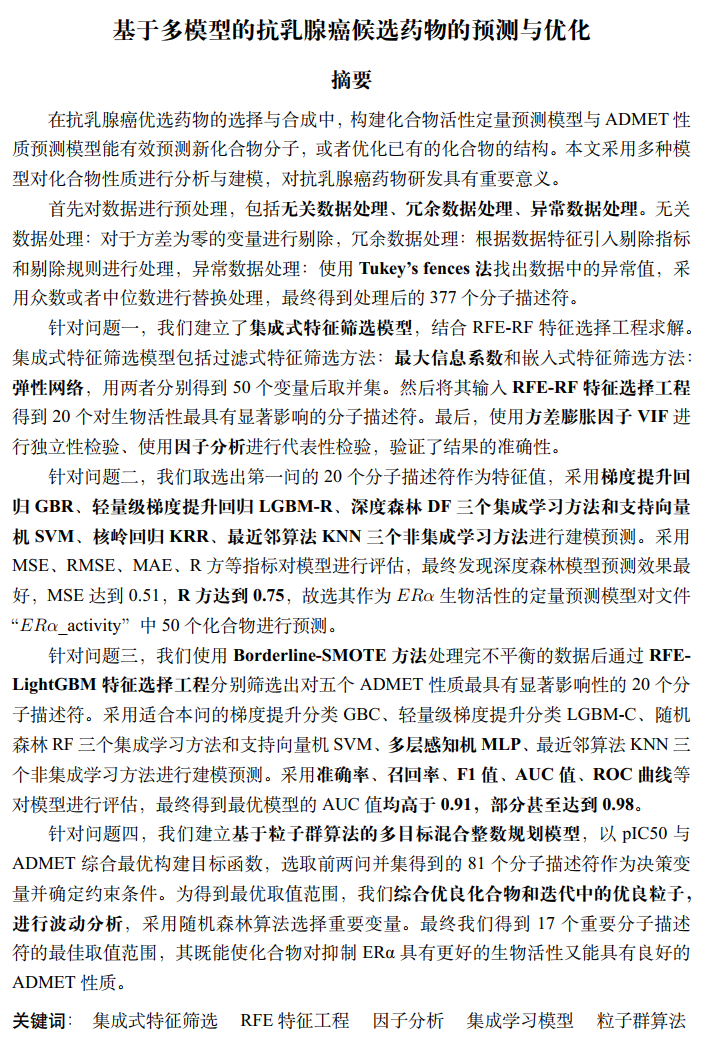 基于多模型的抗乳腺癌候选药物的预测与优化
摘要
在抗乳腺癌优选药物的选择与合成中，构建化合物活性定量预测模型与 ADMET 性
质预测模型能有效预测新化合物分子，或者优化已有的化合物的结构。本文采用多种模
型对化合物性质进行分析与建模，对抗乳腺癌药物研发具有重要意义。
首先对数据进行预处理，包括无关数据处理、冗余数据处理、异常数据处理。无关
数据处理：对于方差为零的变量进行剔除，冗余数据处理：根据数据特征引入剔除指标
和剔除规则进行处理，异常数据处理：使用 Tukey’s fences 法找出数据中的异常值，采
用众数或者中位数进行替换处理，最终得到处理后的 377 个分子描述符。
针对问题一，我们建立了集成式特征筛选模型，结合 RFE-RF 特征选择工程求解。
集成式特征筛选模型包括过滤式特征筛选方法：最大信息系数和嵌入式特征筛选方法：
弹性网络，用两者分别得到 50 个变量后取并集。然后将其输入 RFE-RF 特征选择工程
得到 20 个对生物活性最具有显著影响的分子描述符。最后，使用方差膨胀因子 VIF 进
行独立性检验、使用因子分析进行代表性检验，验证了结果的准确性。
针对问题二，我们取选出第一问的 20 个分子描述符作为特征值，采用梯度提升回
归 GBR、轻量级梯度提升回归 LGBM-R、深度森林 DF 三个集成学习方法和支持向量
机 SVM、核岭回归 KRR、最近邻算法 KNN 三个非集成学习方法进行建模预测。采用
MSE、RMSE、MAE、R 方等指标对模型进行评估，最终发现深度森林模型预测效果最
好，MSE 达到 0.51，R 方达到 0.75，故选其作为 ERα 生物活性的定量预测模型对文件
“ERα_activity” 中 50 个化合物进行预测。
针对问题三，我们使用 Borderline-SMOTE 方法处理完不平衡的数据后通过 RFE-
LightGBM 特征选择工程分别筛选出对五个 ADMET 性质最具有显著影响性的 20 个分
子描述符。采用适合本问的梯度提升分类 GBC、轻量级梯度提升分类 LGBM-C、随机
森林 RF 三个集成学习方法和支持向量机 SVM、多层感知机 MLP、最近邻算法 KNN 三
个非集成学习方法进行建模预测。采用准确率、召回率、F1 值、AUC 值、ROC 曲线等
对模型进行评估，最终得到最优模型的 AUC 值均高于 0.91，部分甚至达到 0.98。
针对问题四，我们建立基于粒子群算法的多目标混合整数规划模型，以 pIC50 与
ADMET 综合最优构建目标函数，选取前两问并集得到的 81 个分子描述符作为决策变
量并确定约束条件。为得到最优取值范围，我们综合优良化合物和迭代中的优良粒子，
进行波动分析，采用随机森林算法选择重要变量。最终我们得到 17 个重要分子描述
符的最佳取值范围，其既能使化合物对抑制 ERα 具有更好的生物活性又能具有良好的
ADMET 性质。
关键词： 集成式特征筛选 RFE 特征工程 因子分析 集成学习模型 粒子群算法